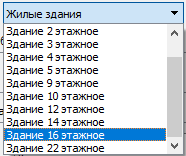 Жилые здания
Здание 2 этажное
Здание 3 этажное
Здание 4 этажное
Здание 5 этажное
Здание 9 этажное
Здание 10 этажное
Здание 12 этажное
Здание 14 этажное
Здание 16 этажное
Здание 22 этажное